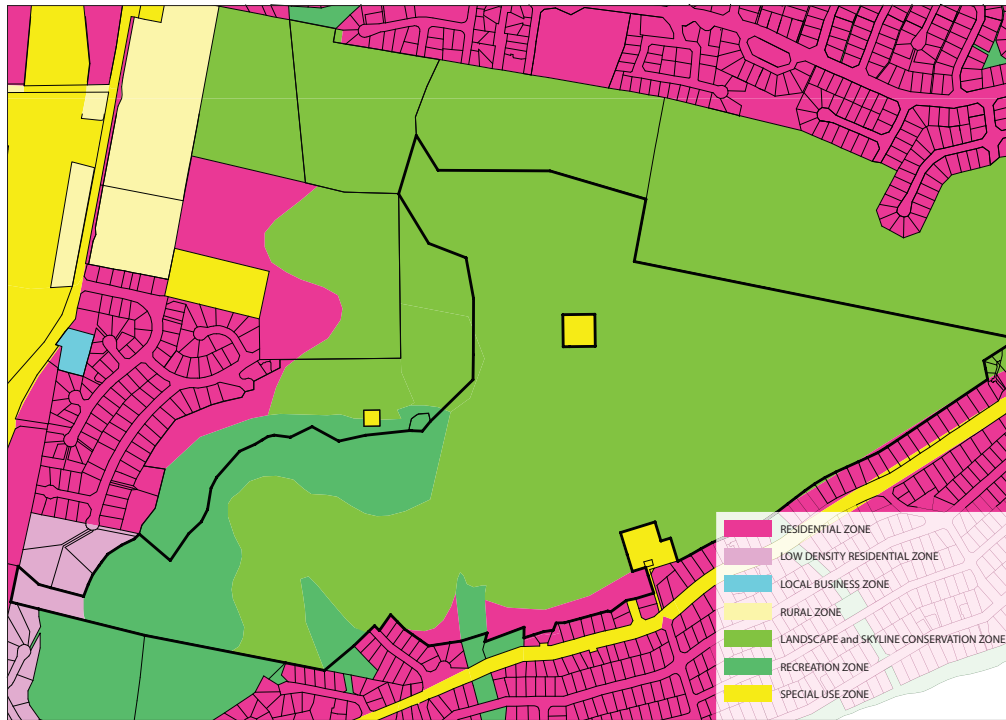 RESIDENTIAL ZONE
LOW DENSITY RESIDENTIAL ZONE
LOCAL BUSINESS ZONE
RURAL ZONE
LANDSCAPE and SKYLINE CONSERVATION ZONE
RECREATION ZONE
SPECIAL USE ZONE